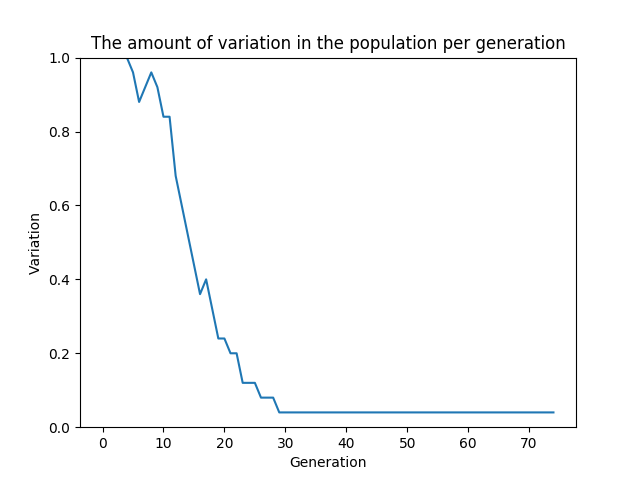 The amount of variation in the population per generation
1.0
0.8
0.6
0.4
0.2
0.0
Variation
0 10 20 30 40 50 60 70
Generation